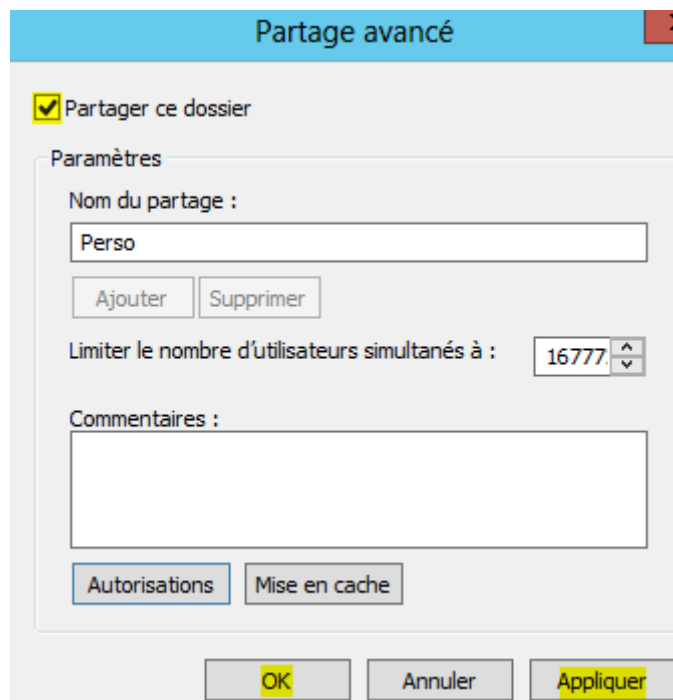 Partage avancé
Partager ce dossier
Paramètres
Nom du partage :
Perso
Ajouter Supprimer
Limiter le nombre d'utilisateurs simultanés à : 16777
Commentaires :
Autorisations Mise en cache
OK Annuler Appliquer